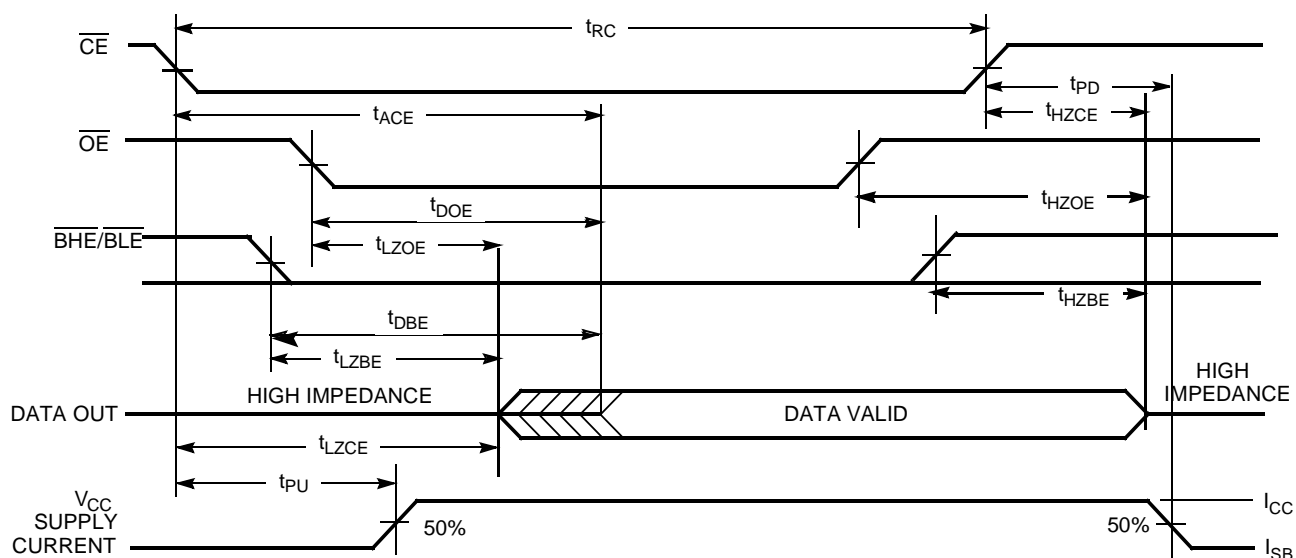 tRC
CE
tPD
tACE
tHZCE
OE
tDOE
tHZOE
BHE/BLE
tLZOE
tHZBE
tDBE
tLZBE
HIGH IMPEDANCE
HIGH
IMPEDANCE
DATA OUT
DATA VALID
tLZCE
tPU
VCC
SUPPLY
CURRENT
50%
50%
ICC
ISB